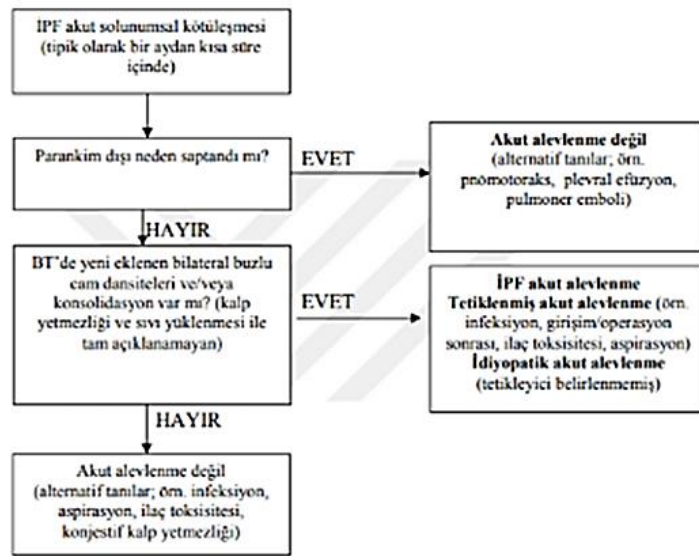 İPF akut solunumsal kötüleşmesi
(tipik olarak bir aydan kısa süre
içinde)
Parankim dışı neden saptandı mı?
EVET
Akut alevlenme değil
(alternatif tanılar; örn.
pnömotoraks, plevral efüzyon,
pulmoner emboli)
HAYIR
BT'de yeni eklenen bilateral buzlu
cam dansiteleri ve/veya
konsolidasyon var mı? (kalp
yetmezliği ve sıvı yüklenmesi ile
tam açıklanamayan)
EVET
İPF akut alevlenme
Tetiklenmiş akut alevlenme (örn.
infeksiyon, girişim/operasyon
sonrası, ilaç toksisitesi, aspirasyon)
İdiyopatik akut alevlenme
(tetikleyici belirlenmemiş)
HAYIR
Akut alevlenme değil
(alternatif tanılar; örn. infeksiyon,
aspirasyon, ilaç toksisitesi,
konjestif kalp yetmezliği)